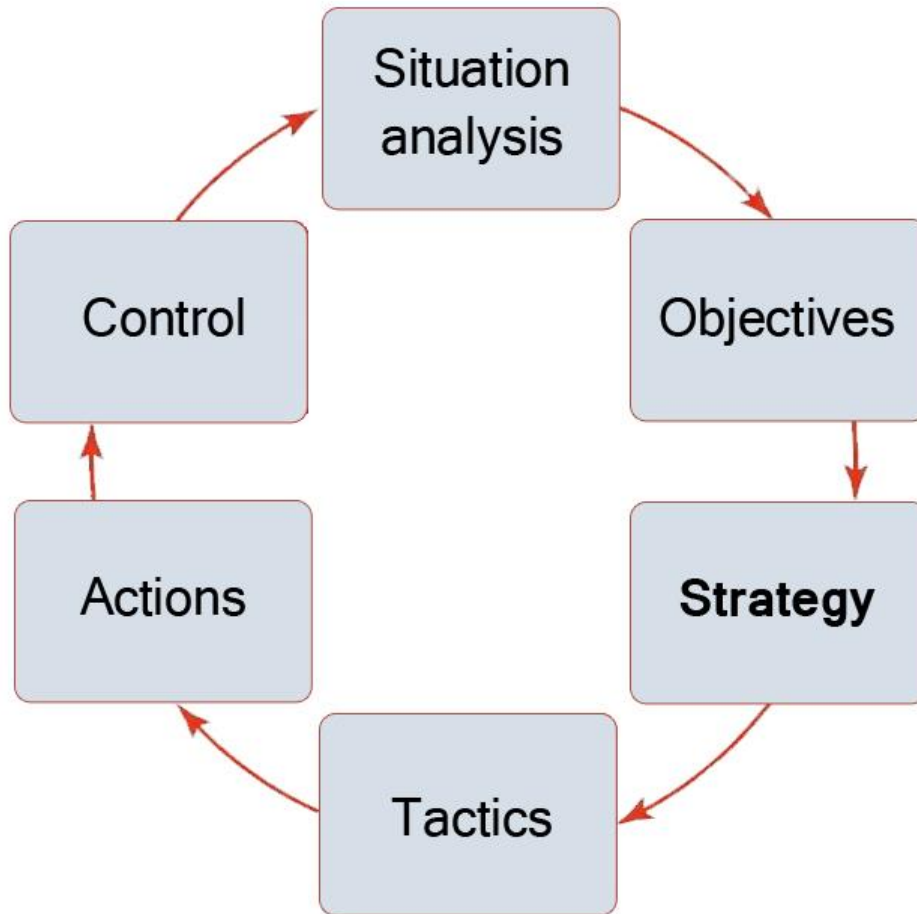 Situation
analysis
Objectives
Strategy
Tactics
Actions
Control